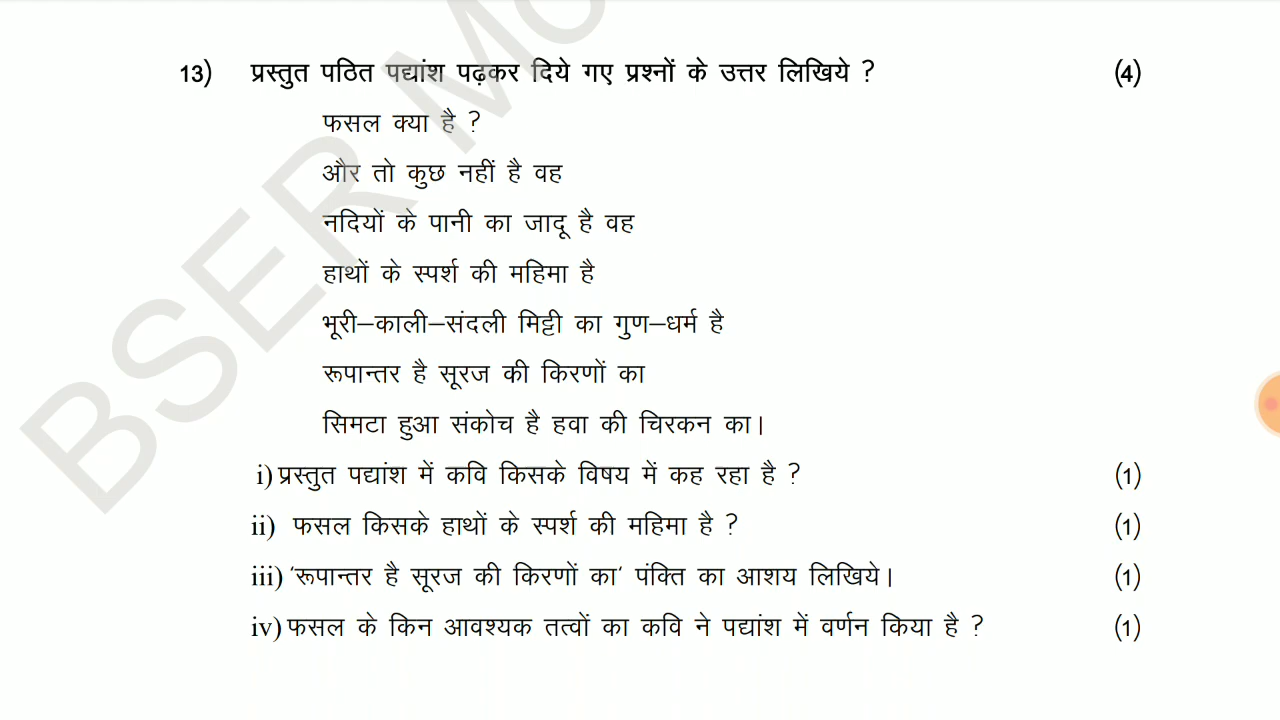 13) प्रस्तुत पठित पद्यांश पढ़कर दिये गए प्रश्नों के उत्तर लिखिये ? (4)
फसल क्या है ?
और तो कुछ नहीं है वह
नदियों के पानी का जादू है वह
हाथों के स्पर्श की महिमा है
भूरी–काली–संदली मिट्टी का गुण–धर्म है
रूपान्तर है सूरज की किरणों का
सिमटा हुआ संकोच है हवा की चिरकन का।
i) प्रस्तुत पद्यांश में कवि किसके विषय में कह रहा है ? (1)
ii) फसल किसके हाथों के स्पर्श की महिमा है ? (1)
iii) ‘रूपान्तर है सूरज की किरणों का‘ पंक्ति का आशय लिखिये। (1)
iv) फसल के किन आवश्यक तत्वों का कवि ने पद्यांश में वर्णन किया है ? (1)
BSER